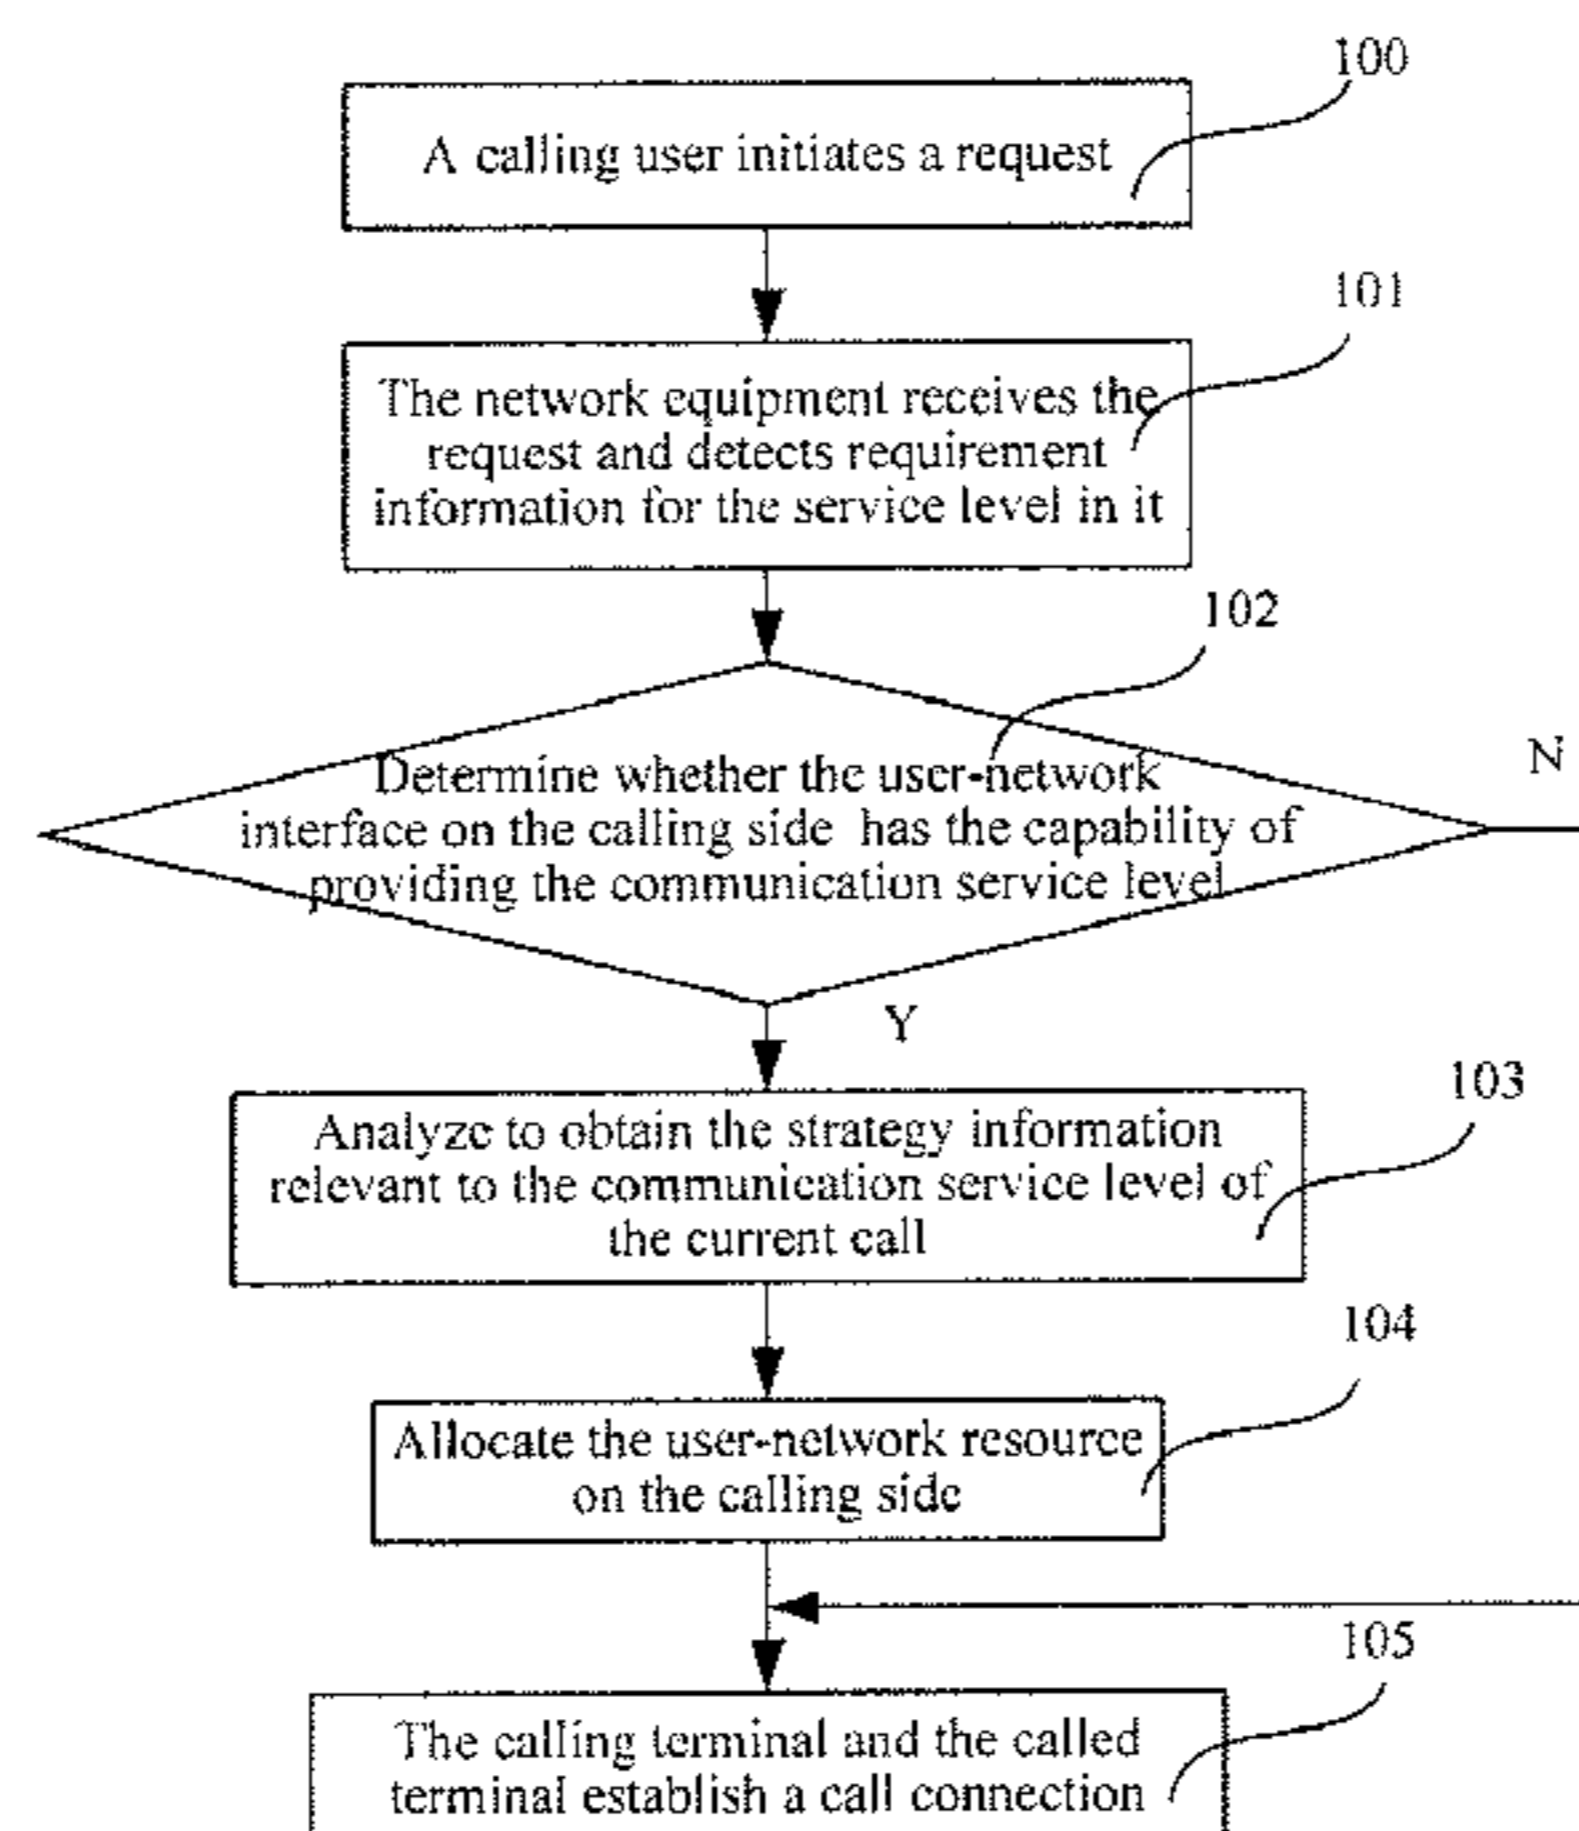 100
A calling user initiates a request
101
The network equipment receives the
request and detects requirement
information for the service level in it
102
Determine whether the user-network
interface on the calling side has the capability of
providing the communication service level
N
Y
103
Analyze to obtain the strategy information
relevant to the communication service level of
the current call
104
Allocate the user-network resource
on the calling side
105
The calling terminal and the called
terminal establish a call connection